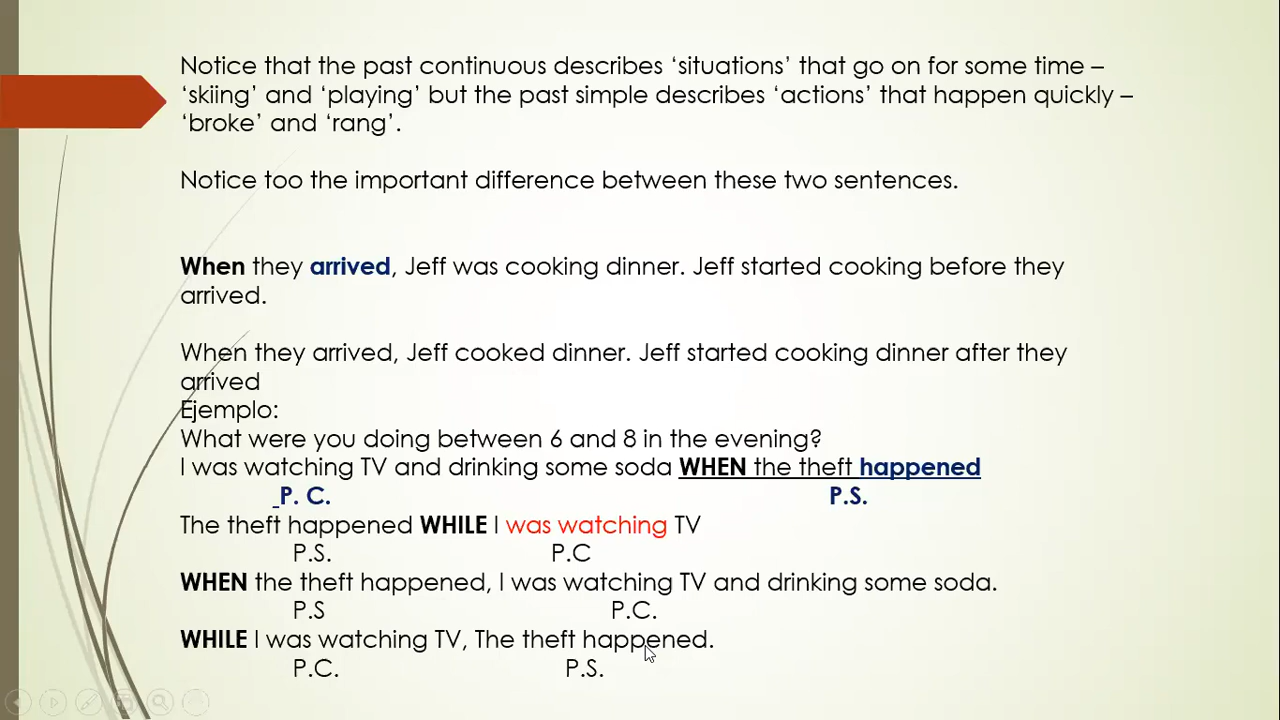 Notice that the past continuous describes ‘situations’ that go on for some time –
‘skiing’ and ‘playing’ but the past simple describes ‘actions’ that happen quickly –
‘broke’ and ‘rang’.
Notice too the important difference between these two sentences.
When they arrived, Jeff was cooking dinner. Jeff started cooking before they
arrived.
When they arrived, Jeff cooked dinner. Jeff started cooking dinner after they
arrived
Ejemplo:
What were you doing between 6 and 8 in the evening?
I was watching TV and drinking some soda WHEN the theft happened
P. C. P.S.
The theft happened WHILE I was watching TV
P.S. P.C
WHEN the theft happened, I was watching TV and drinking some soda.
P.S P.C.
WHILE I was watching TV, The theft happened.
P.C. P.S.